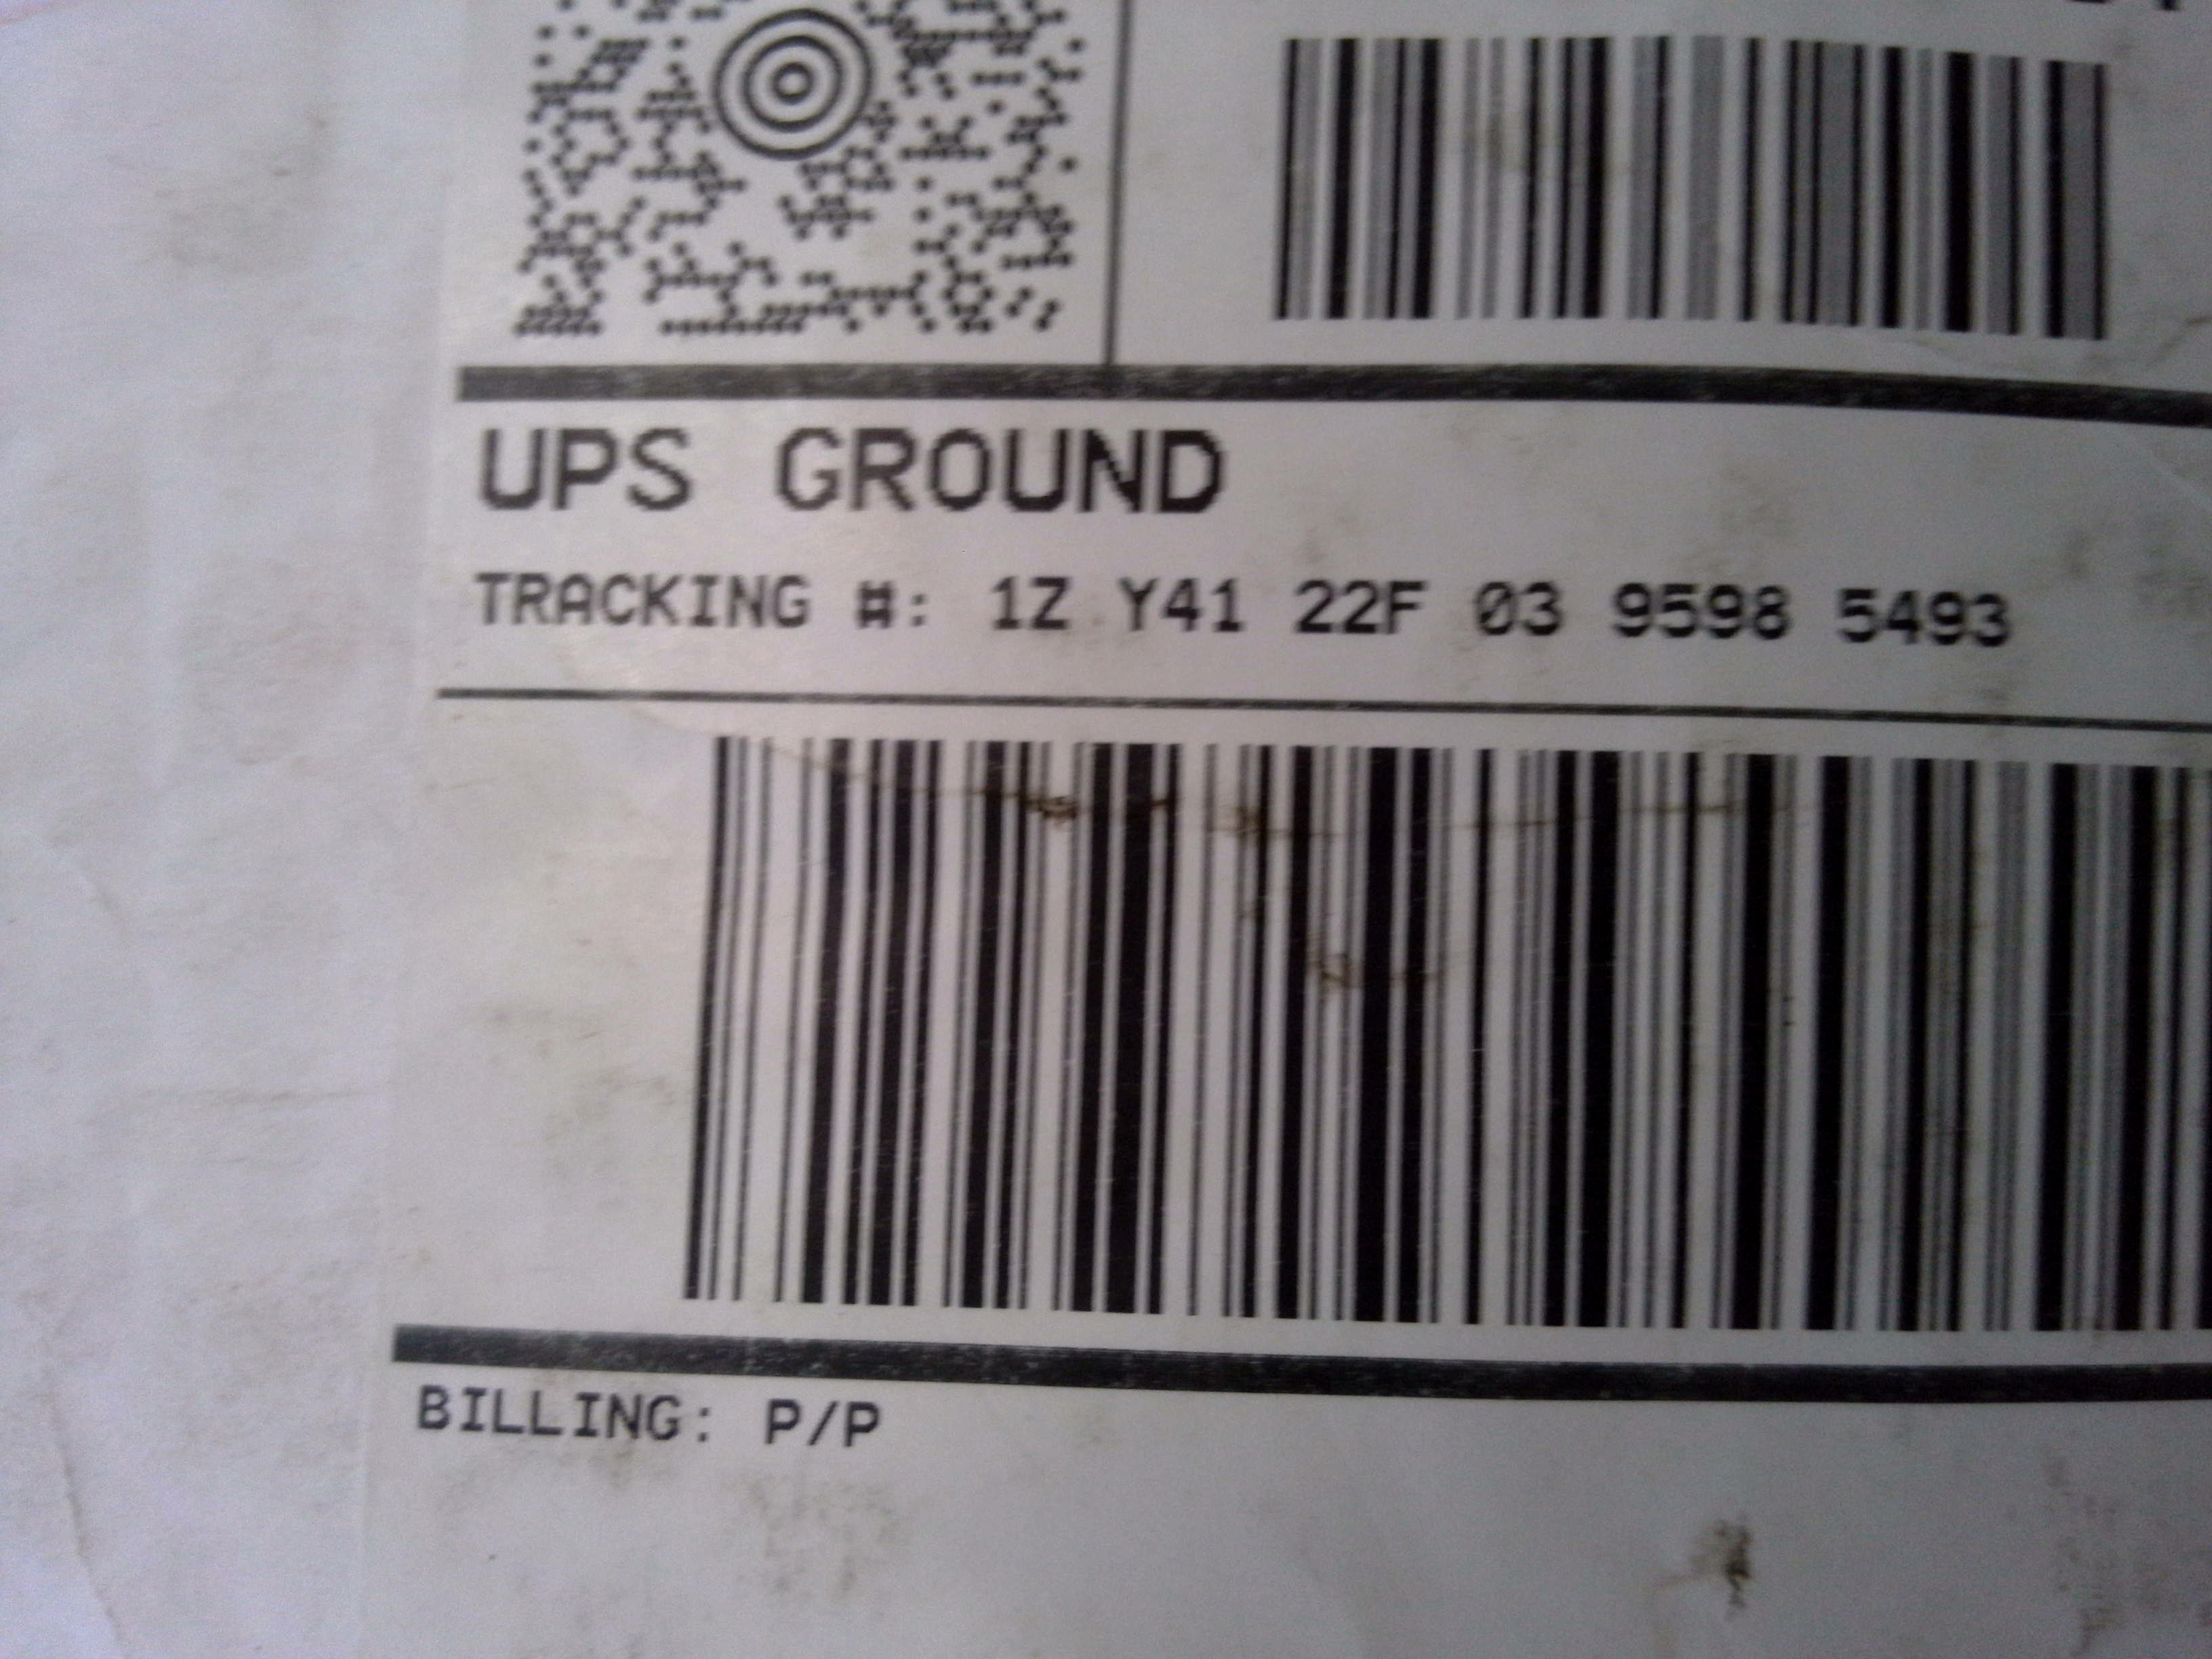 UPS GROUND
TRACKING #: 1Z Y41 22F 03 9598 5493
BILLING: P/P